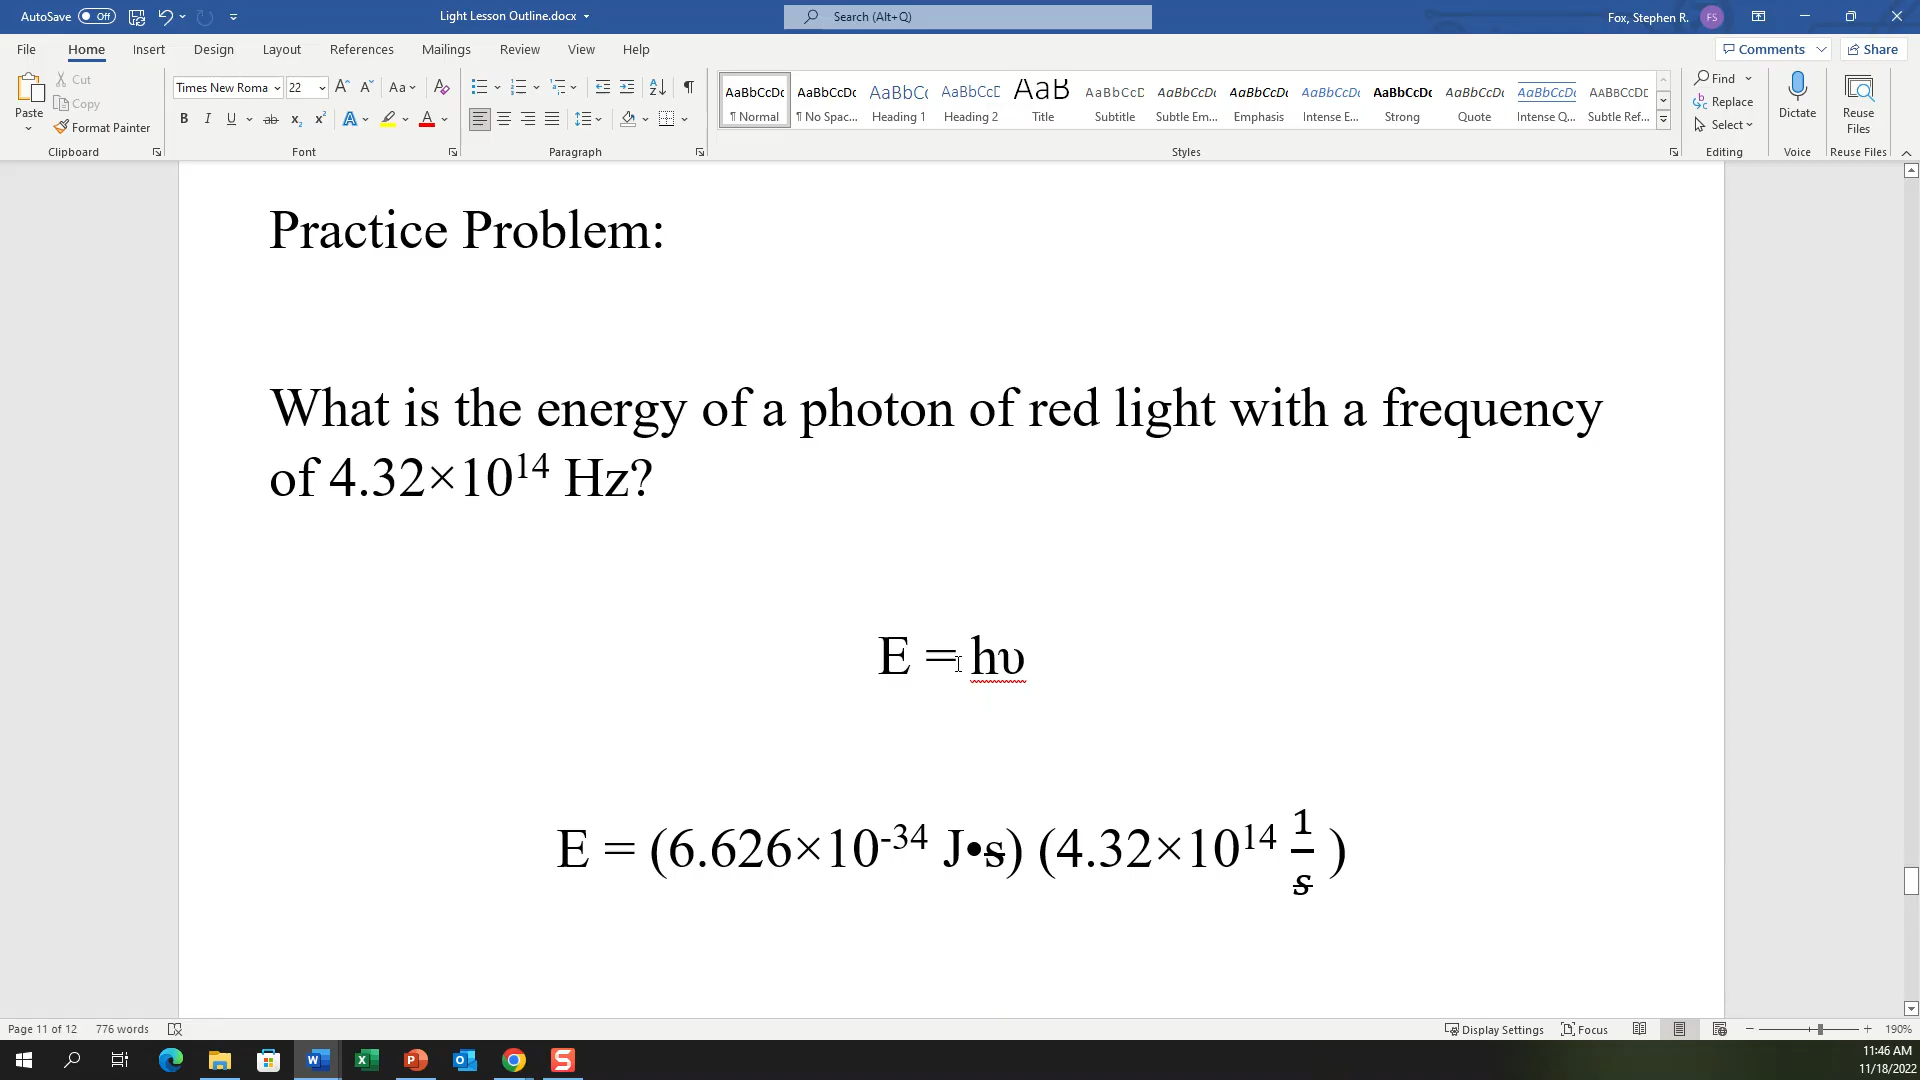 AutoSave Off Light Lesson Outline.docx Search (Alt+Q) Fox, Stephen R. FS
File Home Insert Design Layout References Mailings Review View Help Comments Share
Paste Cut Copy Format Painter Clipboard
Times New Roma 22 Font
Paragraph
AaBbCcDc ¶ Normal
AaBbCcDc ¶ No Spac...
AaBbC( Heading 1
AaBbCcE Heading 2
AaB Title
AaBbCcD Subtitle
AaBbCcDc Subtle Em...
AaBbCcDc Emphasis
AaBbCcDc Intense E...
AaBbCcDc Strong
AaBbCcDc Quote
AaBbCcDc Intense Q...
AABBCCDE Subtle Ref...
Styles
Find Replace Select Editing
Dictate Voice
Reuse Files Reuse Files
Practice Problem:
What is the energy of a photon of red light with a frequency
of 4.32×10¹⁴ Hz?
E = hυ
E = (6.626×10⁻³⁴ J•s) (4.32×10¹⁴ 1/s )
Page 11 of 12 776 words Display Settings Focus 190%
11:46 AM
11/18/2022